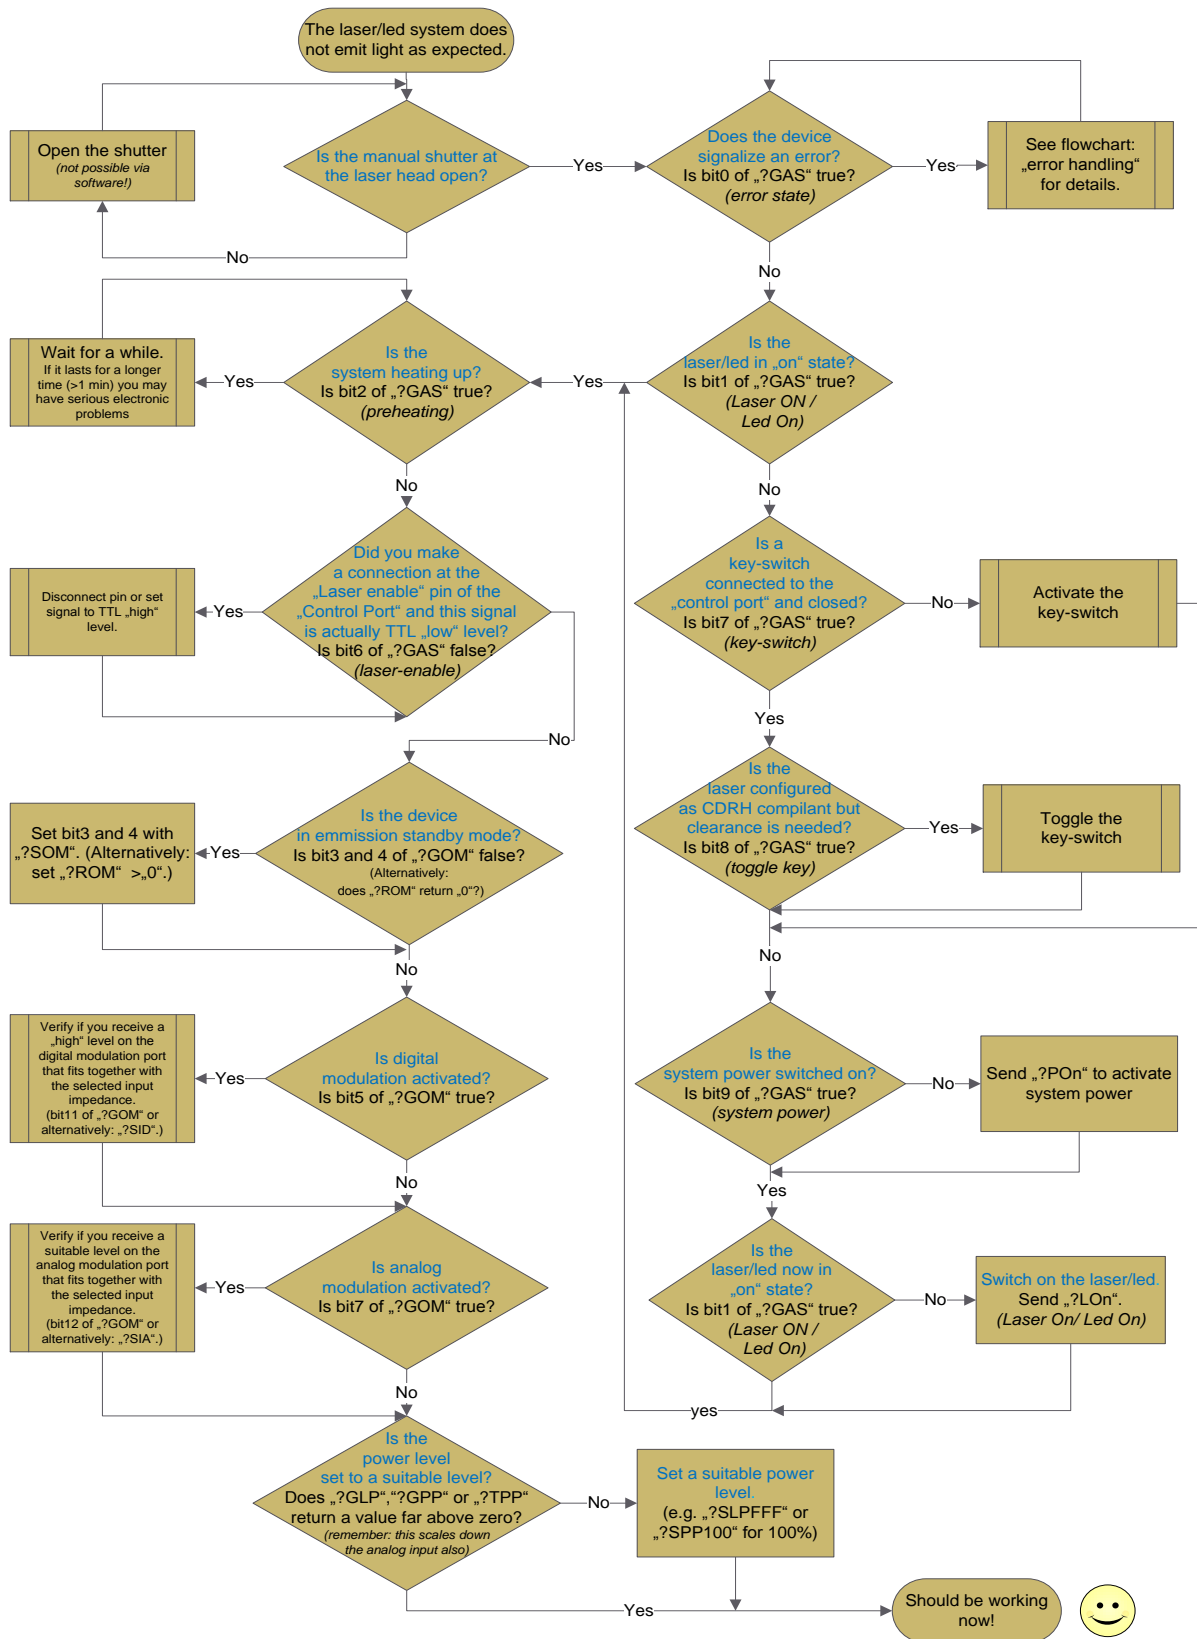 The laser/led system does
not emit light as expected.
Open the shutter
(not possible via
software!)
Is the manual shutter at
the laser head open?
Yes
Does the device
signalize an error?
Is bit0 of „?GAS“ true?
(error state)
Yes
See flowchart:
„error handling“
for details.
No
No
Wait for a while.
If it lasts for a longer
time (>1 min) you may
have serious electronic
problems
Yes
Is the
system heating up?
Is bit2 of „?GAS“ true?
(preheating)
Yes
Is the
laser/led in „on“ state?
Is bit1 of „?GAS“ true?
(Laser ON /
Led On)
No
No
Disconnect pin or set
signal to TTL „high“
level.
Yes
Did you make
a connection at the
„Laser enable“ pin of the
„Control Port“ and this signal
is actually TTL „low“ level?
Is bit6 of „?GAS“ false?
(laser-enable)
No
Is a
key-switch
connected to the
„control port“ and closed?
Is bit7 of „?GAS“ true?
(key-switch)
No
Activate the
key-switch
Yes
Set bit3 and 4 with
„?SOM“. (Alternatively:
set „?ROM“ >„0“.)
Yes
Is the device
in emmission standby mode?
Is bit3 and 4 of „?GOM“ false?
(Alternatively:
does „?ROM“ return „0“?)
Is the
laser configured
as CDRH compilant but
clearance is needed?
Is bit8 of „?GAS“ true?
(toggle key)
Yes
Toggle the
key-switch
No
No
Verify if you receive a
„high“ level on the
digital modulation port
that fits together with
the selected input
impedance.
(bit11 of „?GOM“ or
alternatively: „?SID“.)
Yes
Is digital
modulation activated?
Is bit5 of „?GOM“ true?
Is the
system power switched on?
Is bit9 of „?GAS“ true?
(system power)
No
Send „?POn“ to activate
system power
No
Yes
Verify if you receive a
suitable level on the
analog modulation port
that fits together with
the selected input
impedance.
(bit12 of „?GOM“ or
alternatively: „?SIA“.)
Yes
Is analog
modulation activated?
Is bit7 of „?GOM“ true?
Is the
laser/led now in
„on“ state?
Is bit1 of „?GAS“ true?
(Laser ON /
Led On)
No
Switch on the laser/led.
Send „?LOn“.
(Laser On/ Led On)
No
yes
Is the
power level
set to a suitable level?
Does „?GLP“,“?GPP“ or „?TPP“
return a value far above zero?
(remember: this scales down
the analog input also)
No
Set a suitable power
level.
(e.g. „?SLPFFF“ or
„?SPP100“ for 100%)
Yes
Should be working
now!